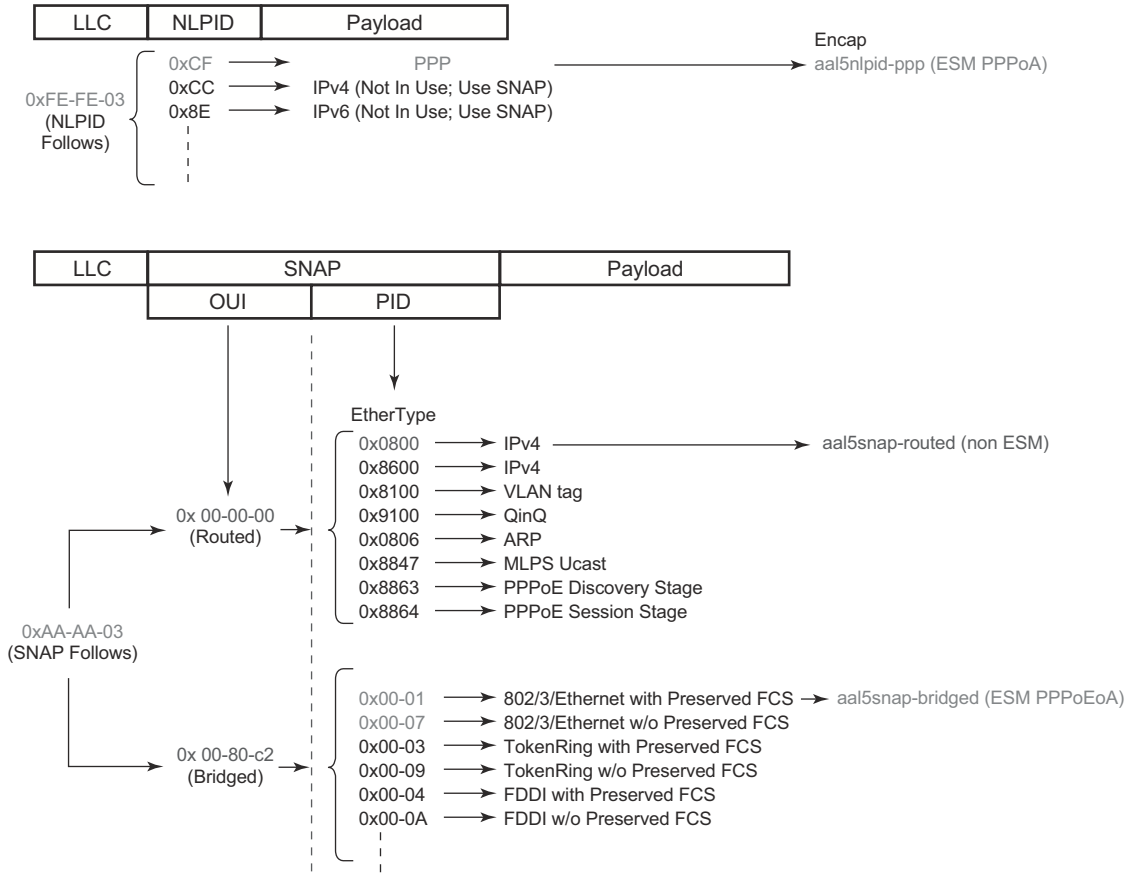 LLC NLPID Payload
Encap
0xCF PPP aal5nlpid-ppp (ESM PPPoA)
0xCC IPv4 (Not In Use; Use SNAP)
0x8E IPv6 (Not In Use; Use SNAP)
0xFE-FE-03
(NLPID
Follows)
LLC SNAP Payload
OUI PID
EtherType
0x0800 IPv4 aal5snap-routed (non ESM)
0x8600 IPv4
0x8100 VLAN tag
0x9100 QinQ
0x0806 ARP
0x8847 MLPS Ucast
0x8863 PPPoE Discovery Stage
0x8864 PPPoE Session Stage
0x 00-00-00
(Routed)
0xAA-AA-03
(SNAP Follows)
0x00-01 802/3/Ethernet with Preserved FCS aal5snap-bridged (ESM PPPoEoA)
0x00-07 802/3/Ethernet w/o Preserved FCS
0x00-03 TokenRing with Preserved FCS
0x00-09 TokenRing w/o Preserved FCS
0x00-04 FDDI with Preserved FCS
0x00-0A FDDI w/o Preserved FCS
0x 00-80-c2
(Bridged)